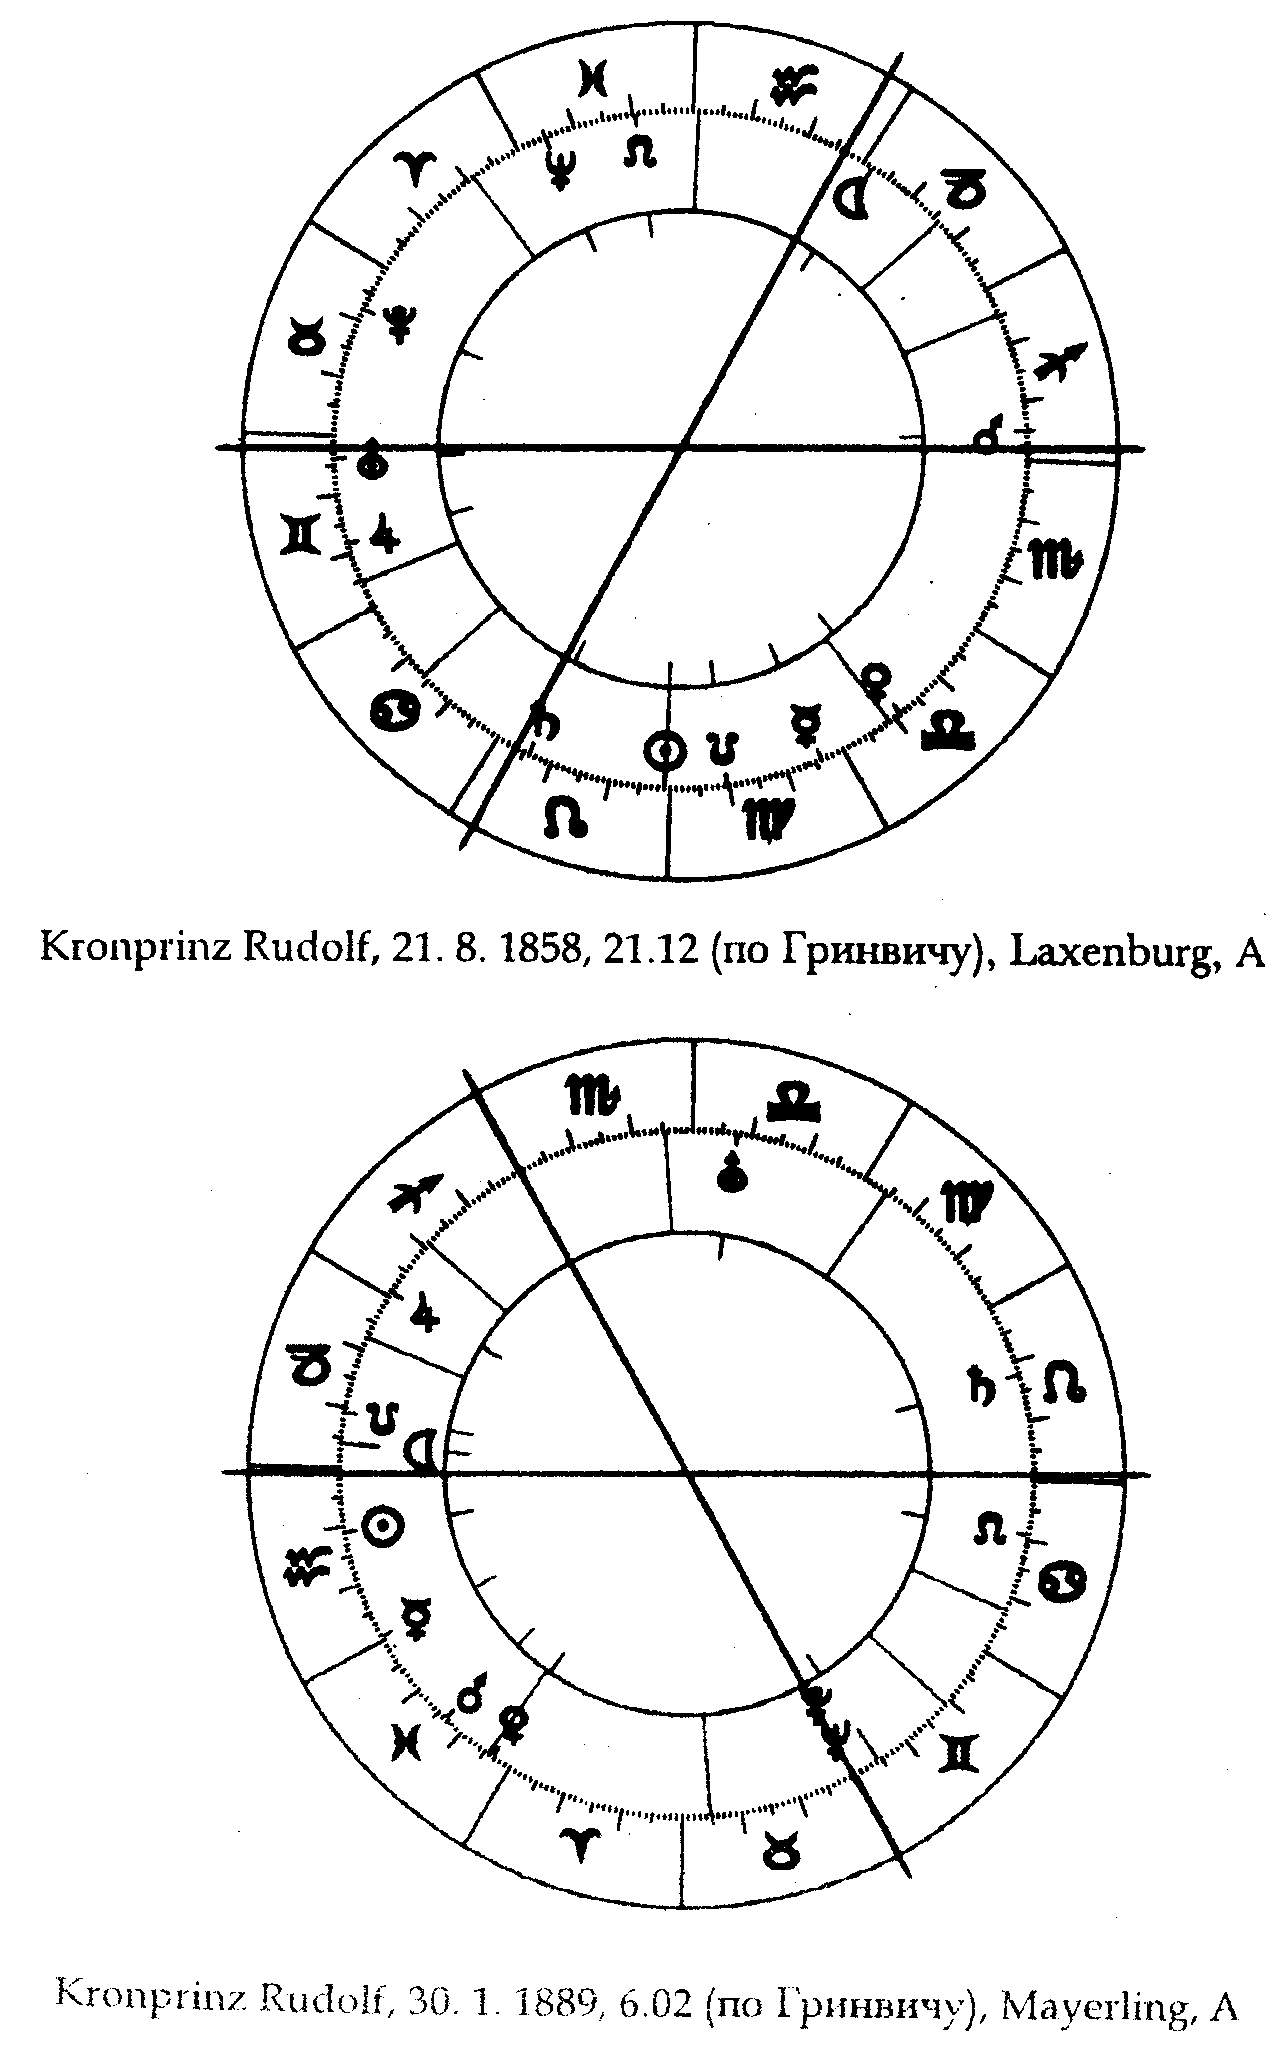 Kronprinz Rudolf, 21. 8. 1858, 21.12 (по Гринвичу), Laxenburg, A
Kronprinz Rudolf, 30. 1. 1889, 6.02 (по Гринвичу), Mayerling, A